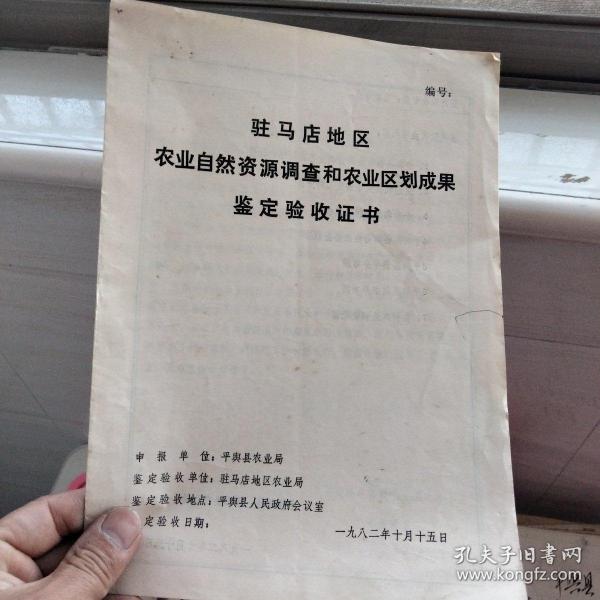 编号：
驻马店地区
农业自然资源调查和农业区划成果
鉴定验收证书
申报单位：平舆县农业局
鉴定验收单位：驻马店地区农业局
鉴定验收地点：平舆县人民政府会议室
定验收日期：
一九八二年十月十五日
孔夫子旧书网
www.kongfz.com